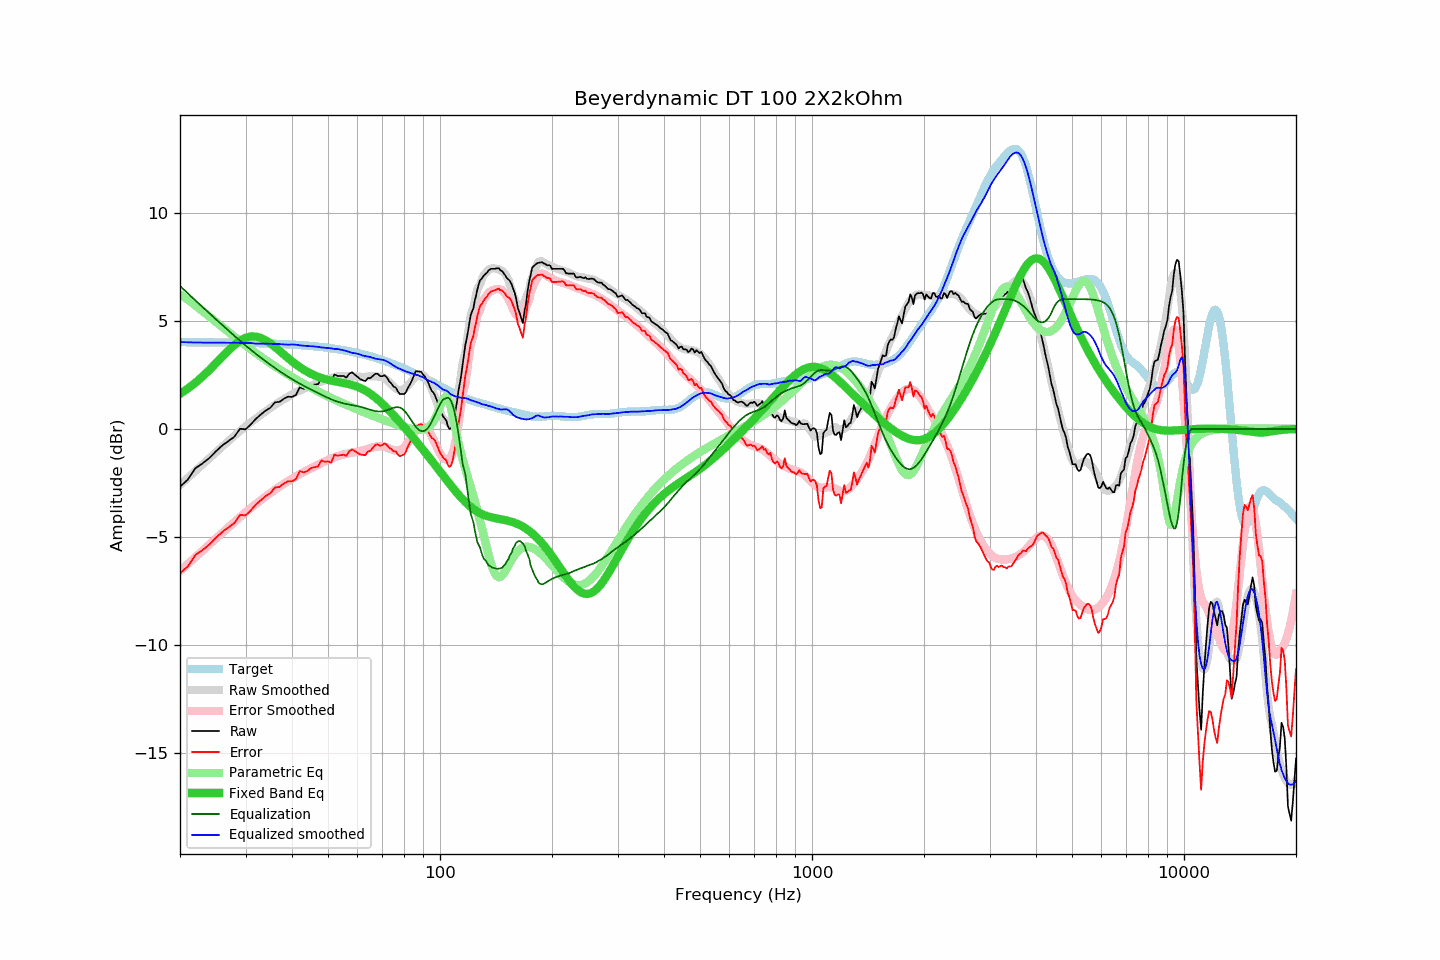 Beyerdynamic DT 100 2X2kOhm
Amplitude (dBr)
10
5
0
−5
−10
−15
Target
Raw Smoothed
Error Smoothed
Raw
Error
Parametric Eq
Fixed Band Eq
Equalization
Equalized smoothed
100 1000 10000
Frequency (Hz)